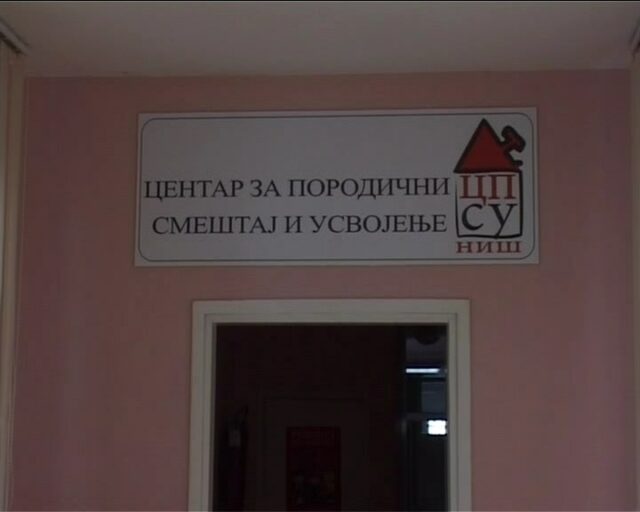 ЦЕНТАР ЗА ПОРОДИЧНИ
СМЕШТАЈ И УСВОЈЕЊЕ
ЦП
СУ
НИШ